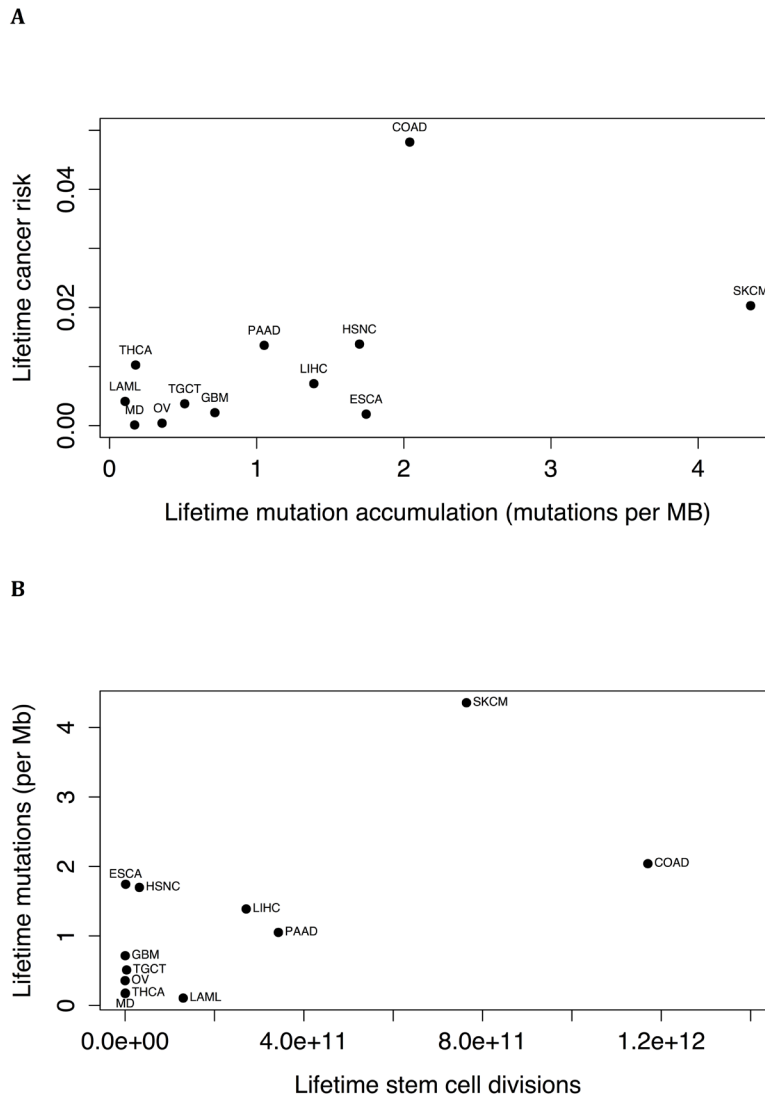 A
COAD
SKCM
PAAD
HSNC
THCA
LIHC
LAML
TGCT
GBM
ESCA
MD
OV
0.00
0.02
0.04
Lifetime cancer risk
0
1
2
3
4
Lifetime mutation accumulation (mutations per MB)
B
SKCM
COAD
ESCA
HSNC
LIHC
PAAD
GBM
TGCT
OV
THCA
LAML
MD
0
1
2
3
4
Lifetime mutations (per Mb)
0.0e+00
4.0e+11
8.0e+11
1.2e+12
Lifetime stem cell divisions